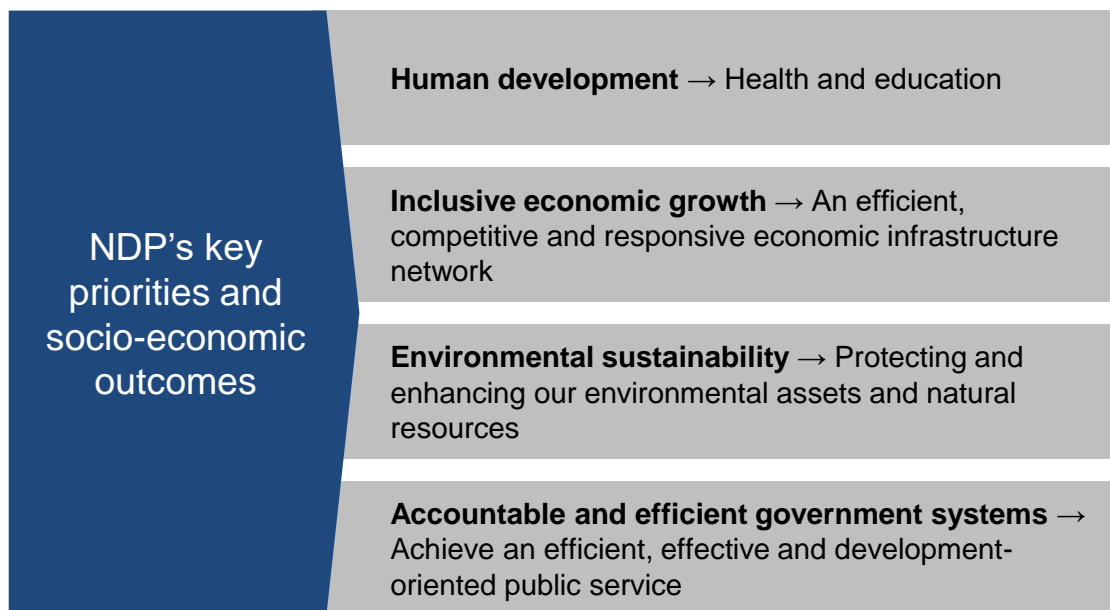 NDP’s key
priorities and
socio-economic
outcomes
Human development → Health and education
Inclusive economic growth → An efficient,
competitive and responsive economic infrastructure
network
Environmental sustainability → Protecting and
enhancing our environmental assets and natural
resources
Accountable and efficient government systems →
Achieve an efficient, effective and development-
oriented public service